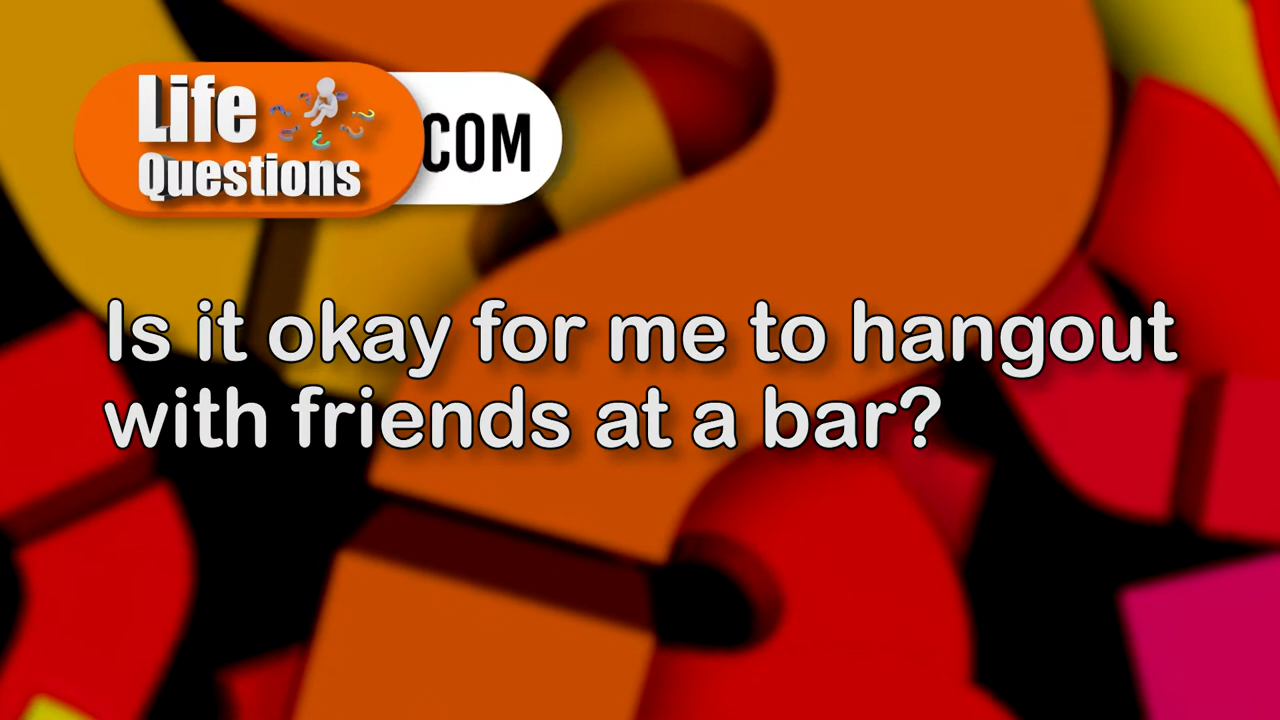 Life
Questions
.COM
Is it okay for me to hangout
with friends at a bar?